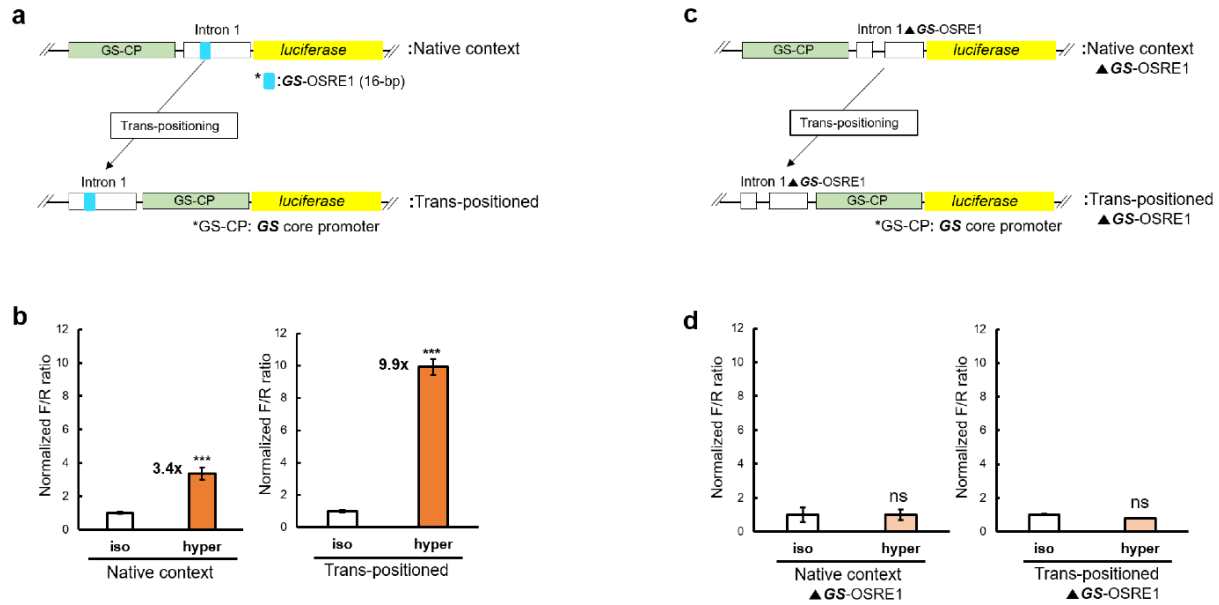 a
Intron 1
GS-CP
luciferase
:Native context
* :GS-OSRE1 (16-bp)
Trans-positioning
Intron 1
GS-CP
luciferase
:Trans-positioned
*GS-CP: GS core promoter
c
Intron 1▲GS-OSRE1
GS-CP
luciferase
:Native context
▲GS-OSRE1
Trans-positioning
Intron 1▲GS-OSRE1
GS-CP
luciferase
:Trans-positioned
▲GS-OSRE1
*GS-CP: GS core promoter
b
Normalized F/R ratio
12
10
8
6
4
2
0
3.4x
***
iso
hyper
Native context
Normalized F/R ratio
12
10
8
6
4
2
0
9.9x
***
iso
hyper
Trans-positioned
d
Normalized F/R ratio
12
10
8
6
4
2
0
ns
iso
hyper
Native context
▲GS-OSRE1
Normalized F/R ratio
12
10
8
6
4
2
0
ns
iso
hyper
Trans-positioned
▲GS-OSRE1